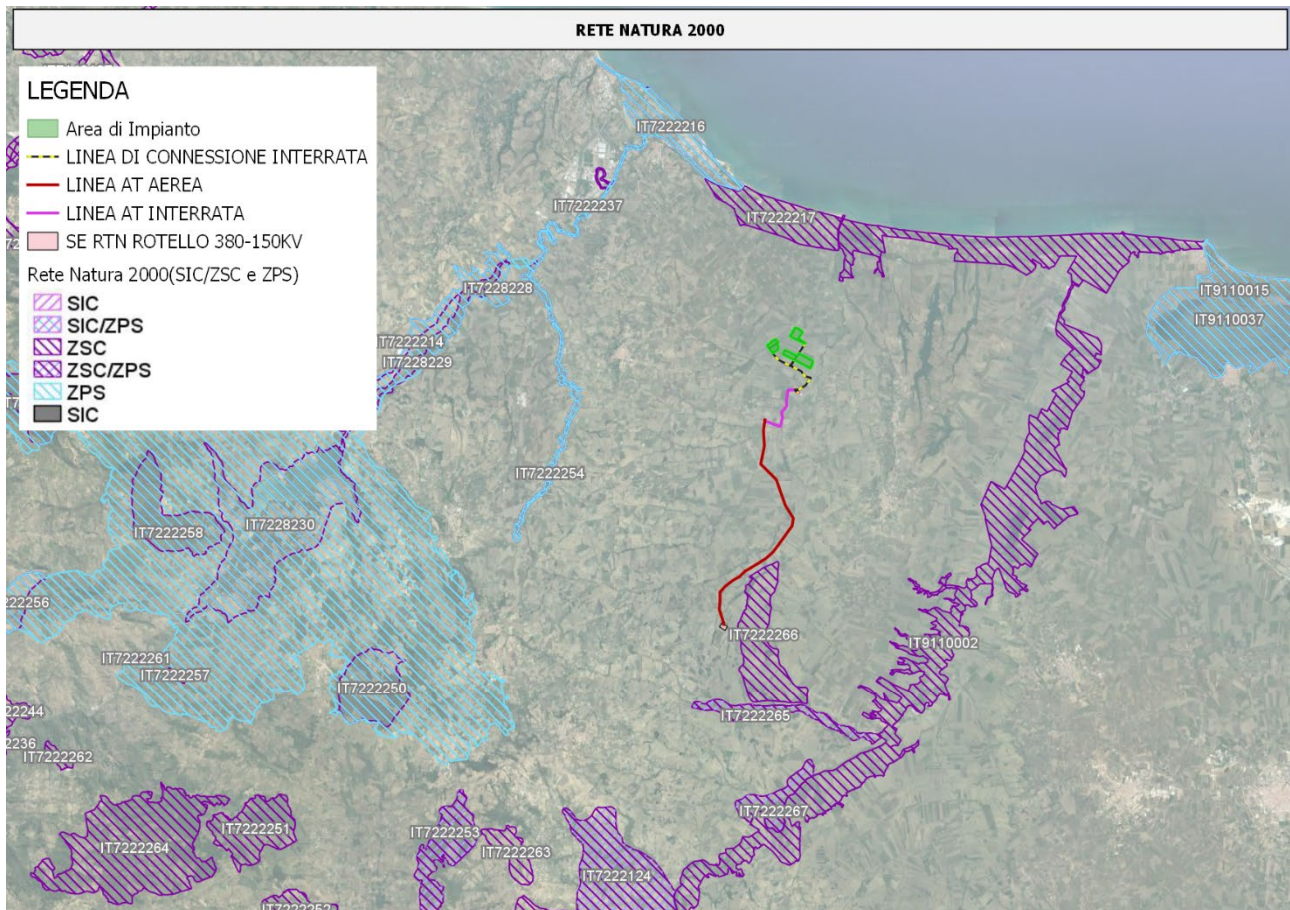 RETE NATURA 2000
LEGENDA
Area di Impianto
LINEA DI CONNESSIONE INTERRATA
LINEA AT AEREA
LINEA AT INTERRATA
SE RTN ROTELLO 380-150KV
Rete Natura 2000(SIC/ZSC e ZPS)
SIC
SIC/ZPS
ZSC
ZSC/ZPS
ZPS
SIC
IT7222216
IT7222237
IT7222217
IT7228228
IT9110015
IT9110037
IT7222214
IT7228229
IT7222254
IT7222258
IT7228230
22256
IT7222266
IT9110002
IT7222261
IT7222257
IT7222250
22244
IT7222265
2236
IT7222262
IT7222267
IT7222251
IT7222253
IT7222264
IT7222263
IT7222124